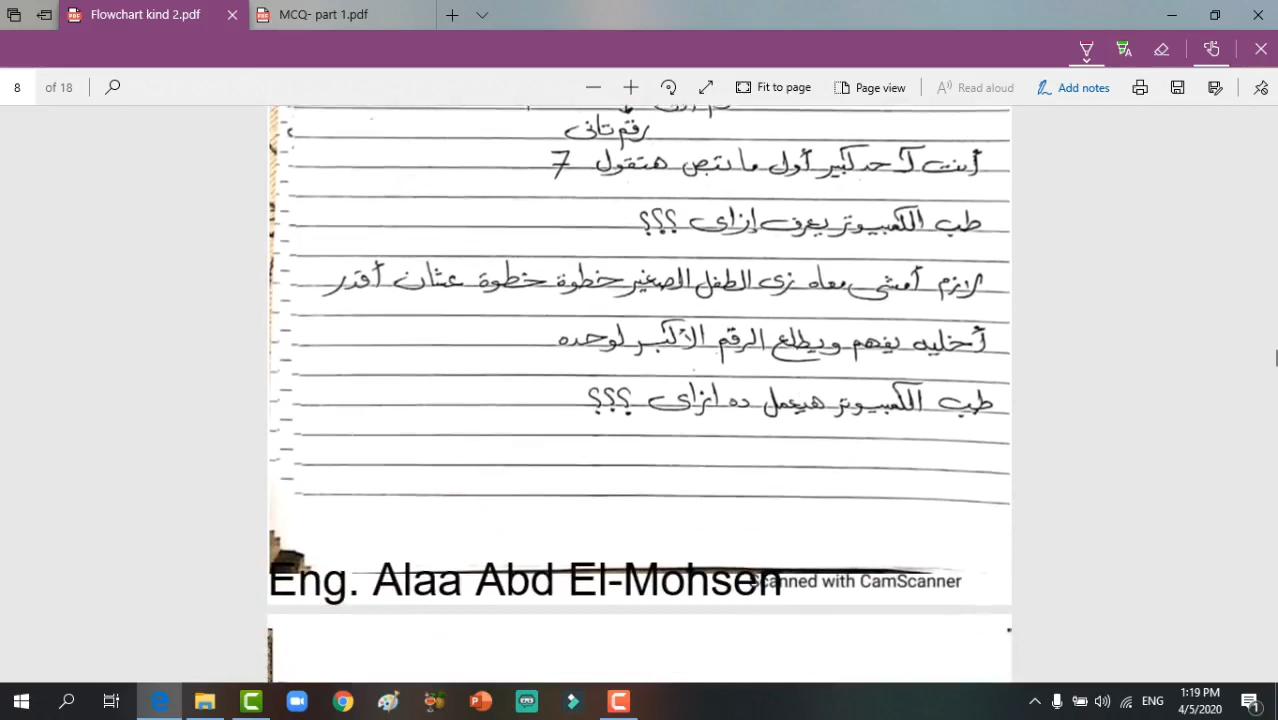 Flowchart kind 2.pdf
MCQ- part 1.pdf
8 of 18
Fit to page
Page view
Read aloud
Add notes
رقم تانى
أنت كـ حد كبير أول ما تبص هتقول 7
طب الكمبيوتر يعرف إزاى ؟؟؟
لازم أمشى معاه زى الطفل الصغير خطوة خطوة عشان أقدر
أخليه يفهم ويطلع الرقم الأكبر لوحده
طب الكمبيوتر هيعمل ده ازاى ؟؟؟
Eng. Alaa Abd El-Mohsen
Scanned with CamScanner
ENG
1:19 PM
4/5/2020